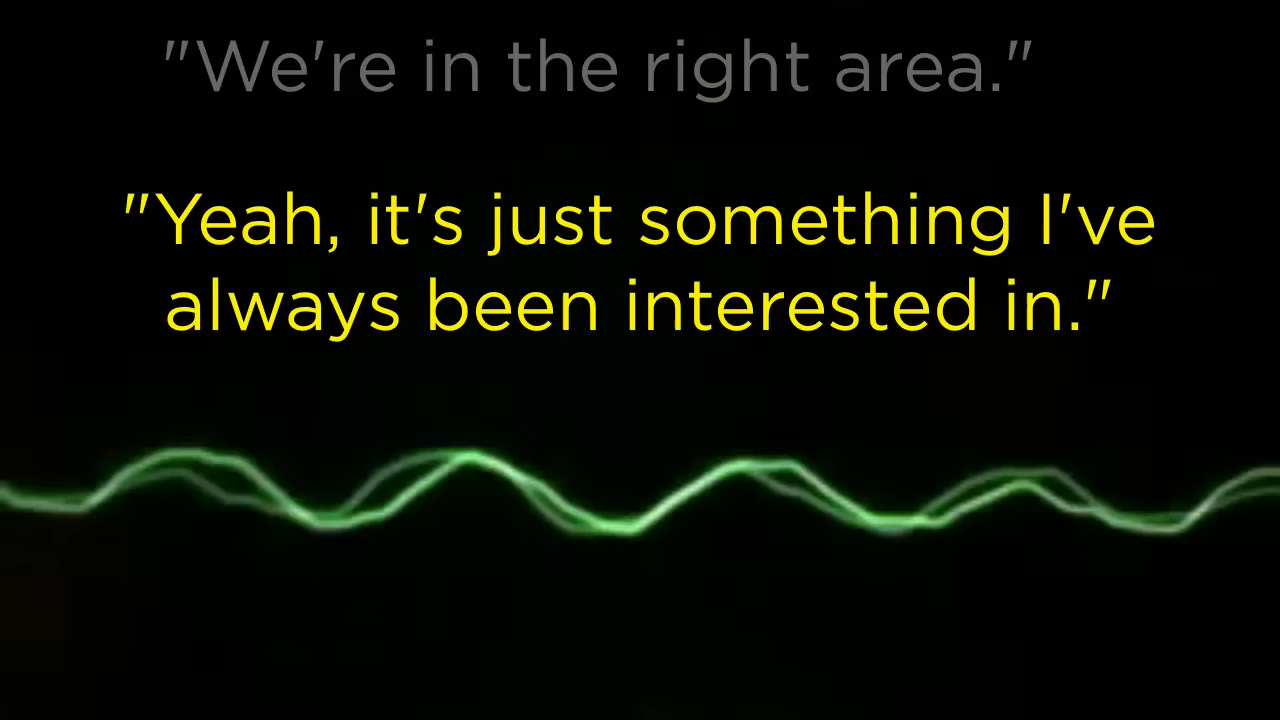 "We're in the right area."
"Yeah, it's just something I've
always been interested in."